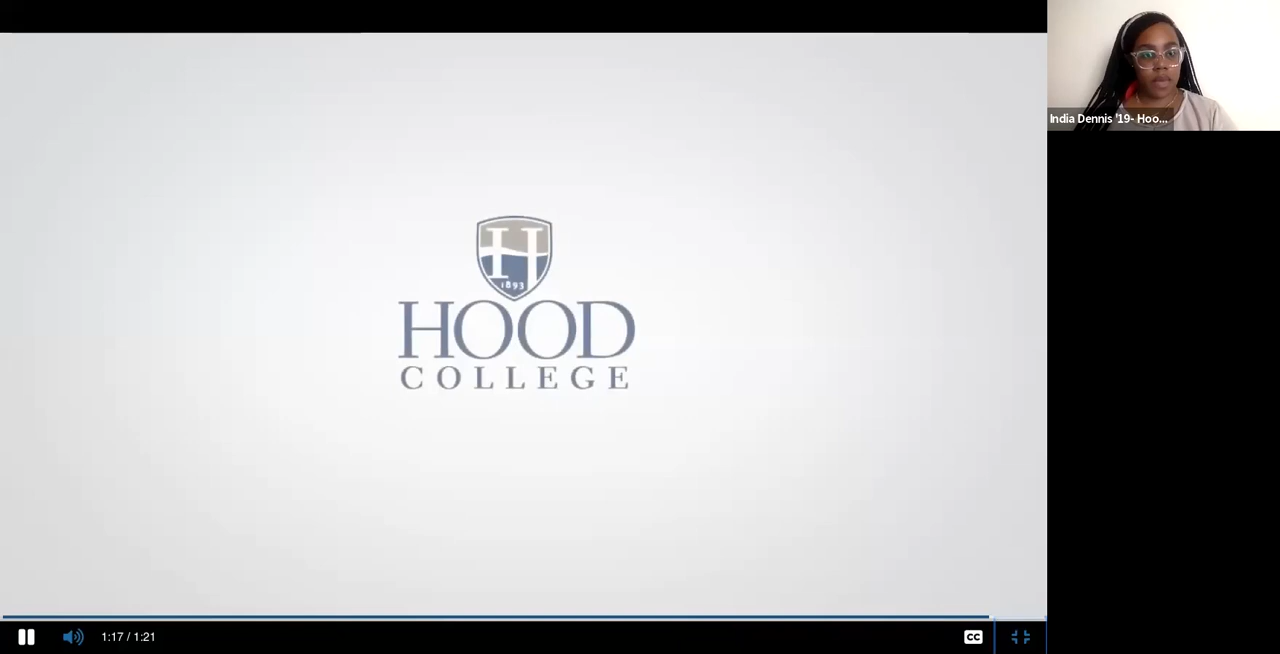 India Dennis '19- Hoo...
H
1893
HOOD
COLLEGE
1:17 / 1:21
CC